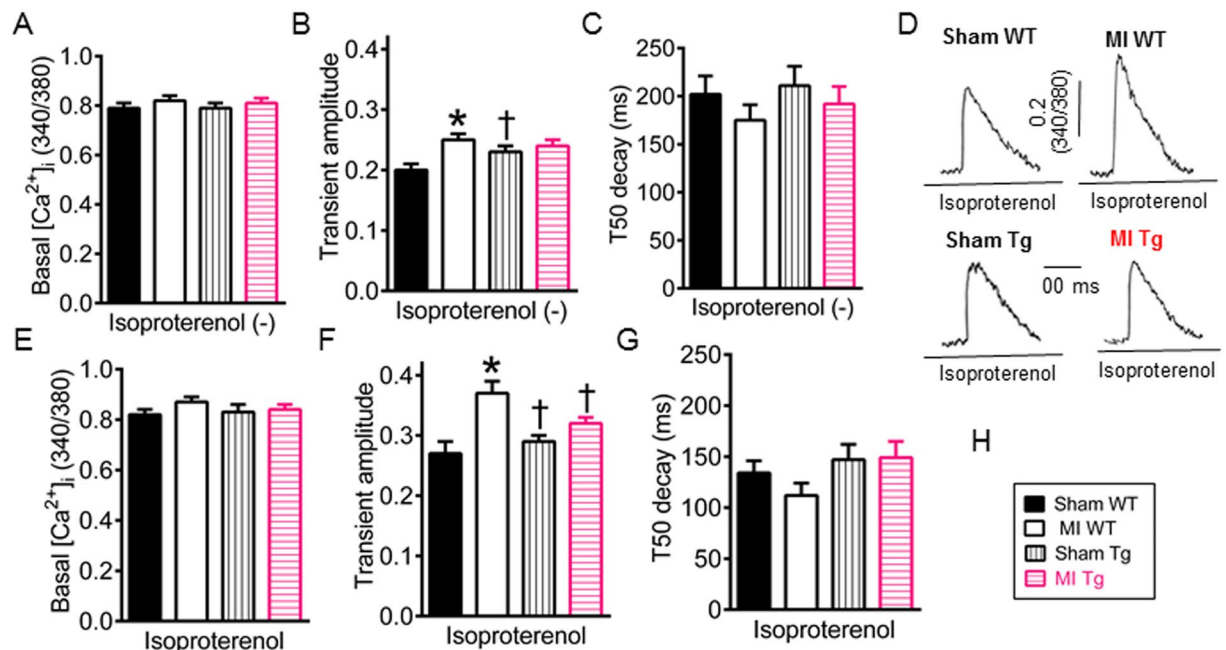 A
Basal [Ca²⁺]ᵢ (340/380)
1.0
0.8
0.6
0.4
0.2
0.0
Isoproterenol (-)
B
Transient amplitude
0.4
0.3
0.2
0.1
0.0
*
†
Isoproterenol (-)
C
T50 decay (ms)
250
200
150
100
50
0
Isoproterenol (-)
D
Sham WT
MI WT
0.2
(340/380)
Isoproterenol
Isoproterenol
Sham Tg
MI Tg
00 ms
Isoproterenol
Isoproterenol
E
Basal [Ca²⁺]ᵢ (340/380)
1.0
0.8
0.6
0.4
0.2
0.0
Isoproterenol
F
Transient amplitude
0.4
0.3
0.2
0.1
0.0
*
†
†
Isoproterenol
G
T50 decay (ms)
250
200
150
100
50
0
Isoproterenol
H
Sham WT
MI WT
Sham Tg
MI Tg